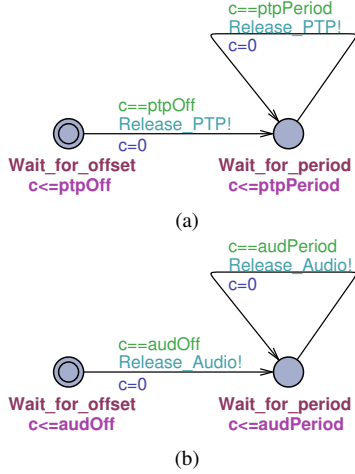 c==ptpPeriod
Release_PTP!
c=0
c==ptpOff
Release_PTP!
c=0
Wait_for_offset
c<=ptpOff
Wait_for_period
c<=ptpPeriod
(a)
c==audPeriod
Release_Audio!
c=0
c==audOff
Release_Audio!
c=0
Wait_for_offset
c<=audOff
Wait_for_period
c<=audPeriod
(b)